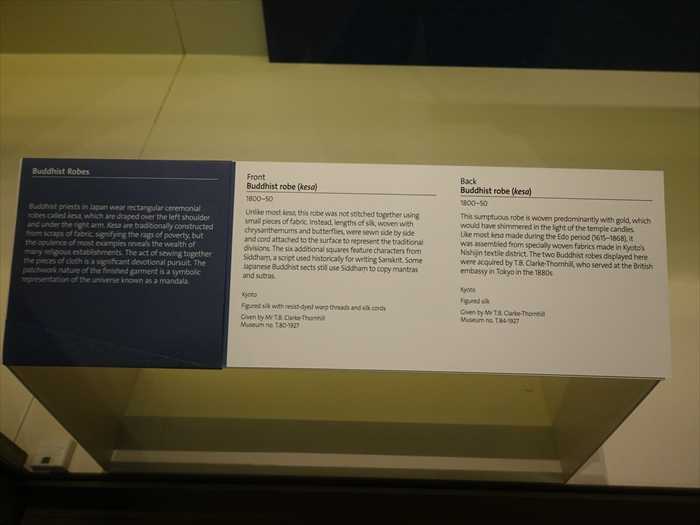 Buddhist Robes
Buddhist priests in Japan wear rectangular ceremonial
robes called kesa, which are draped over the left shoulder
and under the right arm. Kesa are traditionally constructed
from scraps of fabric, signifying the rags of poverty, but
the opulence of most examples reveals the wealth of
many religious establishments. The act of sewing together
the pieces of cloth is a significant devotional pursuit. The
patchwork nature of the finished garment is a symbolic
representation of the universe known as a mandala.
Front
Buddhist robe (kesa)
1800–50
Unlike most kesa, this robe was not stitched together using
small pieces of fabric. Instead, lengths of silk, woven with
chrysanthemums and butterflies, were sewn side by side
and cord attached to the surface to represent the traditional
divisions. The six additional squares feature characters from
Siddham, a script used historically for writing Sanskrit. Some
Japanese Buddhist sects still use Siddham to copy mantras
and sutras.
Kyoto
Figured silk with resist-dyed warp threads and silk cords
Given by Mr T.B. Clarke-Thornhill
Museum no. T.80-1927
Back
Buddhist robe (kesa)
1800–50
This sumptuous robe is woven predominantly with gold, which
would have shimmered in the light of the temple candles.
Like most kesa made during the Edo period (1615–1868), it
was assembled from specially woven fabrics made in Kyoto's
Nishijin textile district. The two Buddhist robes displayed here
were acquired by T.B. Clarke-Thornhill, who served at the British
embassy in Tokyo in the 1880s.
Kyoto
Figured silk
Given by Mr T.B. Clarke-Thornhill
Museum no. T.84-1927